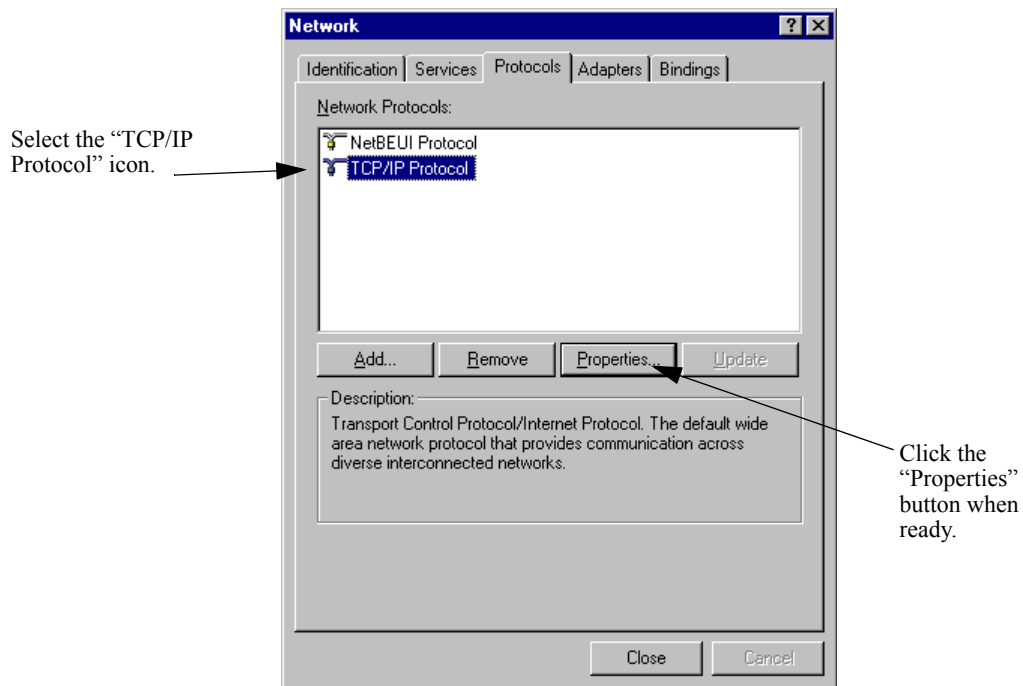 Network
Identification Services Protocols Adapters Bindings
Network Protocols:
NetBEUI Protocol
TCP/IP Protocol
Select the “TCP/IP
Protocol” icon.
Add... Remove Properties... Update
Description:
Transport Control Protocol/Internet Protocol. The default wide
area network protocol that provides communication across
diverse interconnected networks.
Click the
“Properties”
button when
ready.
Close Cancel